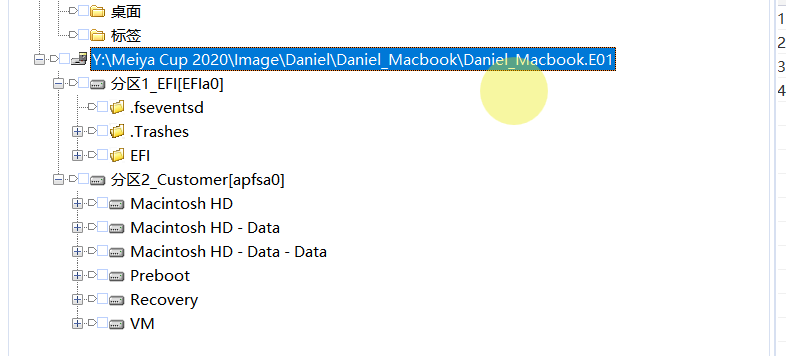 桌面
标签
Y:\Meiya Cup 2020\Image\Daniel\Daniel_Macbook\Daniel_Macbook.E01
分区1_EFI[EFIa0]
.fseventsd
.Trashes
EFI
分区2_Customer[apfsa0]
Macintosh HD
Macintosh HD - Data
Macintosh HD - Data - Data
Preboot
Recovery
VM
1
2
3
4